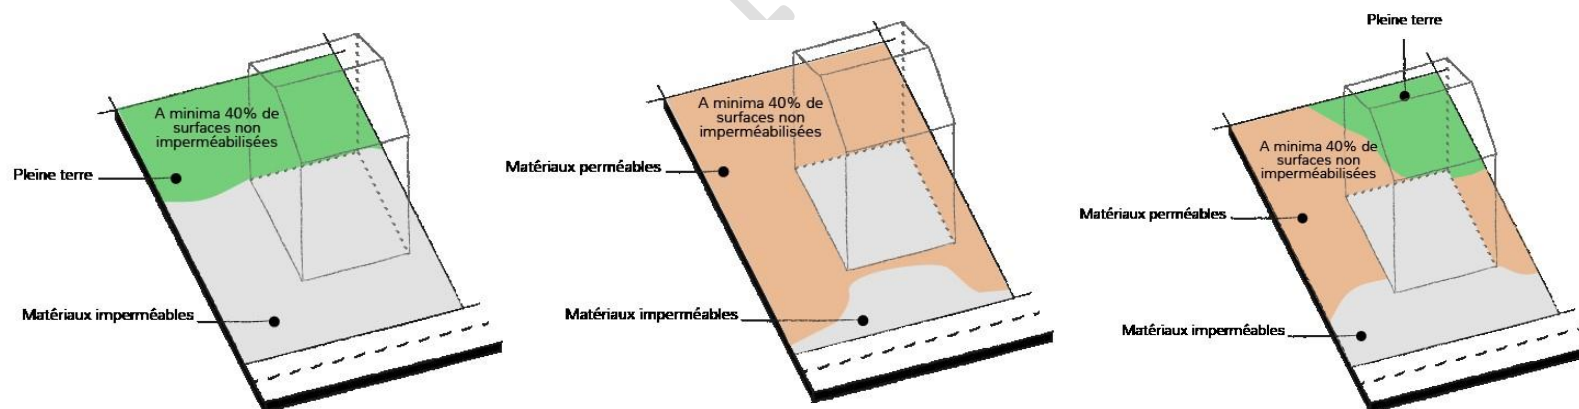 A minima 40% de
surfaces non
imperméabilisées
Pleine terre
Matériaux imperméables
A minima 40% de
surfaces non
imperméabilisées
Matériaux perméables
Matériaux imperméables
Pleine terre
A minima 40% de
surfaces non
imperméabilisées
Matériaux perméables
Matériaux imperméables